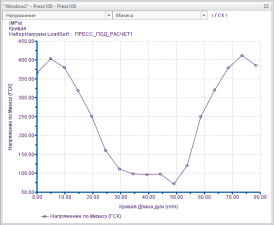 "Window2" - Press100 - Press100
Напряжение Мизеса (ГСК)
(MPa)
Кривая
НаборНагрузки:LoadSet1 : ПРЕСС_ПОД_РАСЧЕТ1
Напряжение по Мизесу (ГСК)
450.00
400.00
350.00
300.00
250.00
200.00
150.00
100.00
50.00
0.00 10.00 20.00 30.00 40.00 50.00 60.00 70.00 80.00
Кривая Длина дуги (mm)
Напряжение по Мизесу (ГСК)